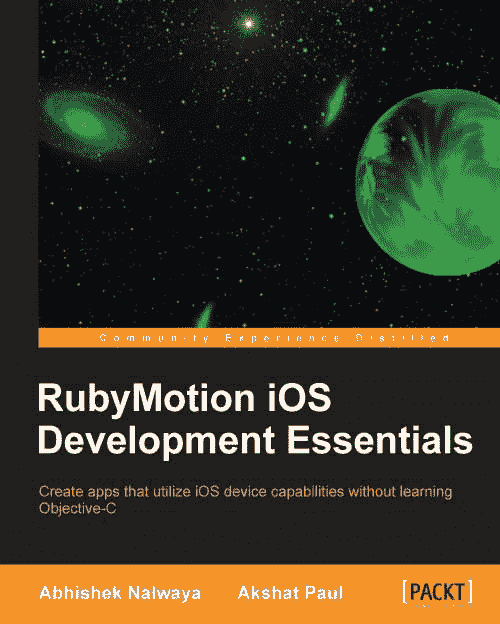 Community Experience Distilled
RubyMotion iOS
Development Essentials
Create apps that utilize iOS device capabilities without learning
Objective-C
Abhishek Nalwaya Akshat Paul [PACKT]